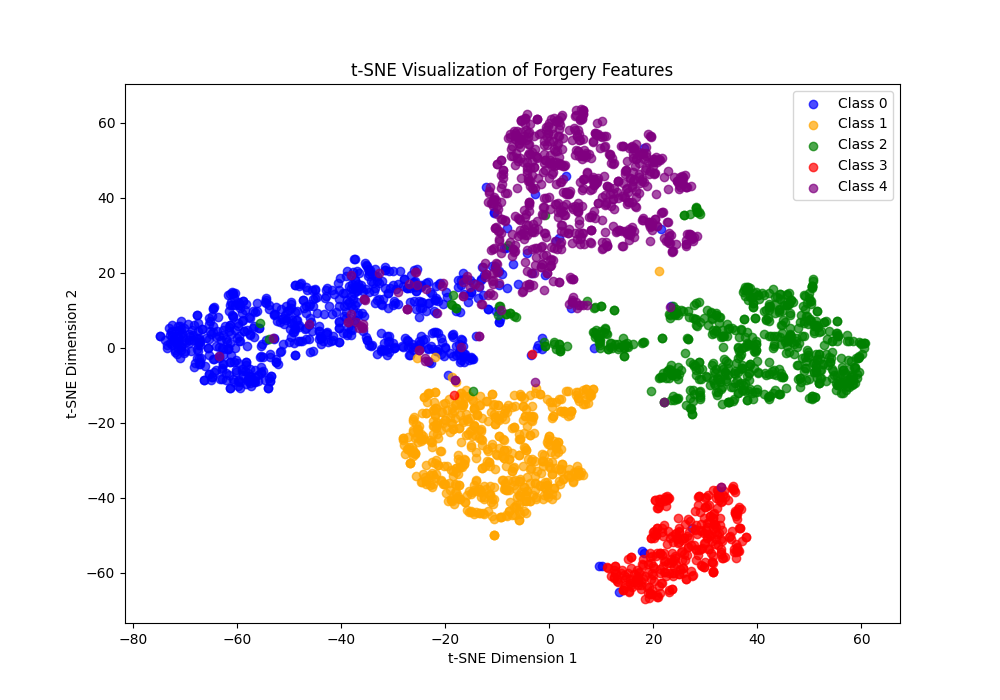 t-SNE Visualization of Forgery Features
Class 0
Class 1
Class 2
Class 3
Class 4
60
40
20
0
−20
−40
−60
t-SNE Dimension 2
−80
−60
−40
−20
0
20
40
60
t-SNE Dimension 1